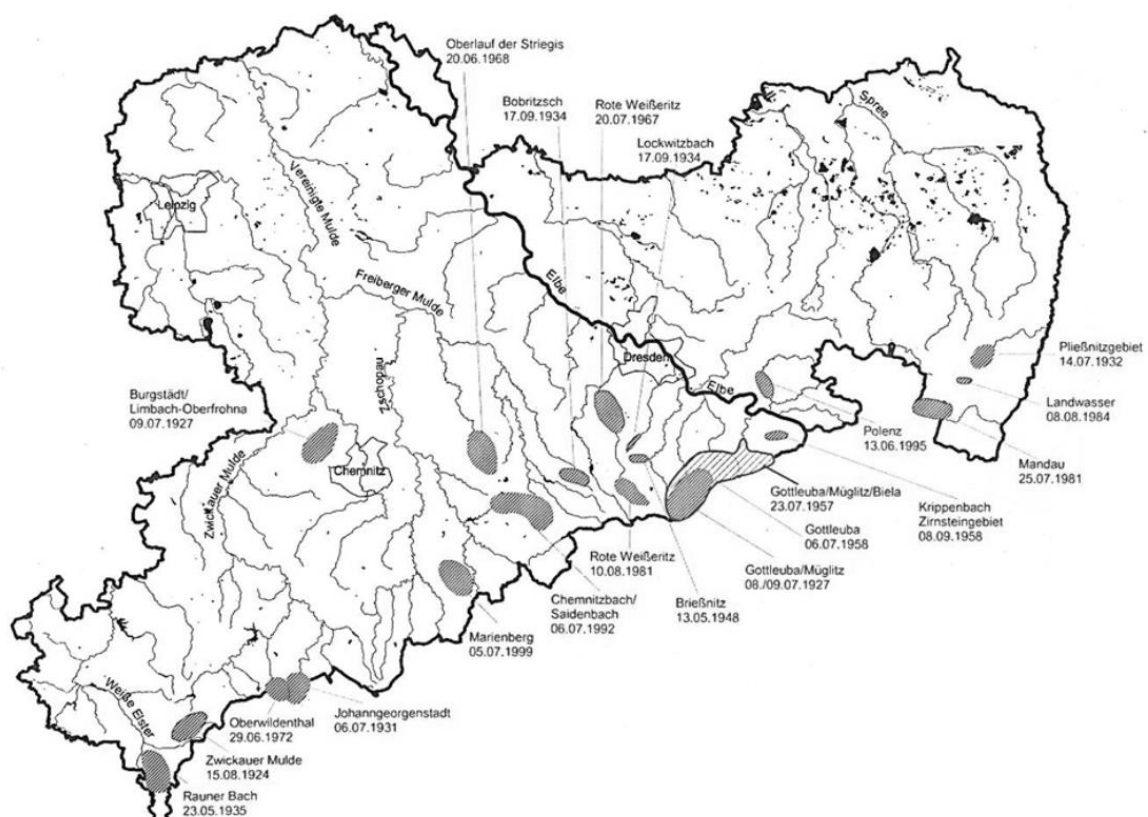 Oberlauf der Striegis
20.06.1968
Bobritzsch
17.09.1934
Rote Weißeritz
20.07.1967
Lockwitzbach
17.09.1934
Spree
Leipzig
Vereinigte Mulde
Freiberger Mulde
Elbe
Dresden
Elbe
Zschopau
Burgstädt/
Limbach-Oberfrohna
09.07.1927
Chemnitz
Zwickauer Mulde
Pließnitzgebiet
14.07.1932
Landwasser
08.08.1984
Polenz
13.06.1995
Mandau
25.07.1981
Gottleuba/Müglitz/Biela
23.07.1957
Krippenbach
Zirnsteingebiet
08.09.1958
Gottleuba
06.07.1958
Gottleuba/Müglitz
08./09.07.1927
Rote Weißeritz
10.08.1981
Brießnitz
13.05.1948
Chemnitzbach/
Saidenbach
06.07.1992
Marienberg
05.07.1999
Weiße Elster
Johanngeorgenstadt
06.07.1931
Oberwildenthal
29.06.1972
Zwickauer Mulde
15.08.1924
Rauner Bach
23.05.1935